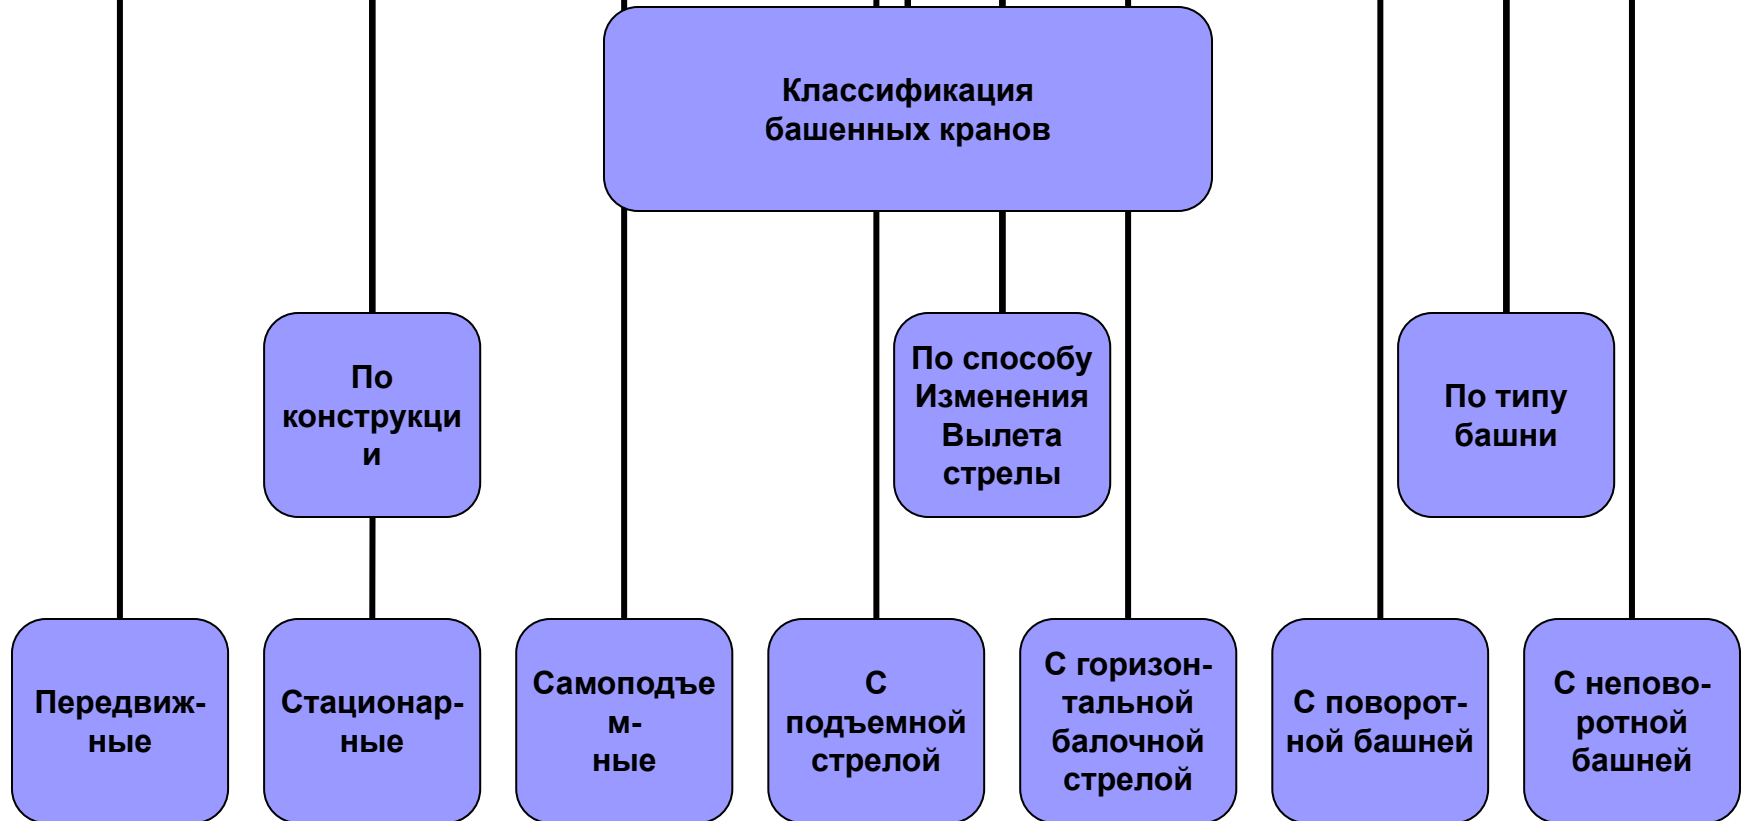 Классификация
башенных кранов
По
конструкци
и
По способу
Изменения
Вылета
стрелы
По типу
башни
Передвиж-
ные
Стационар-
ные
Самоподъе
м-
ные
С
подъемной
стрелой
С горизон-
тальной
балочной
стрелой
С поворот-
ной башней
С непово-
ротной
башней